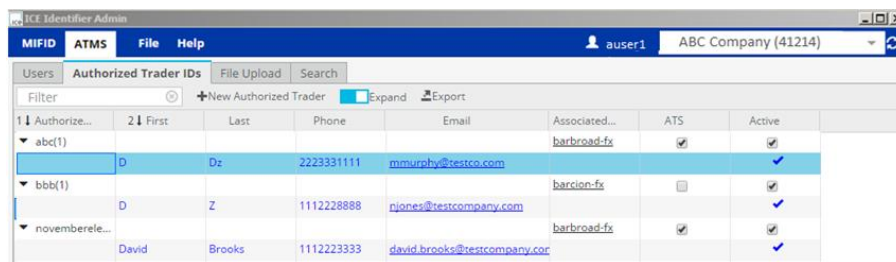 ICE Identifier Admin
MIFID ATMS File Help auser1 ABC Company (41214)
Users Authorized Trader IDs File Upload Search
Filter New Authorized Trader Expand Export
1 Authorize... 2 First Last Phone Email Associated... ATS Active
abc(1) barbroad-fx
D Dz 2223331111 mmurphy@testco.com
bbb(1) barcion-fx
D Z 1112228888 njones@testcompany.com
novemberele... barbroad-fx
David Brooks 1112223333 david.brooks@testcompany.cor